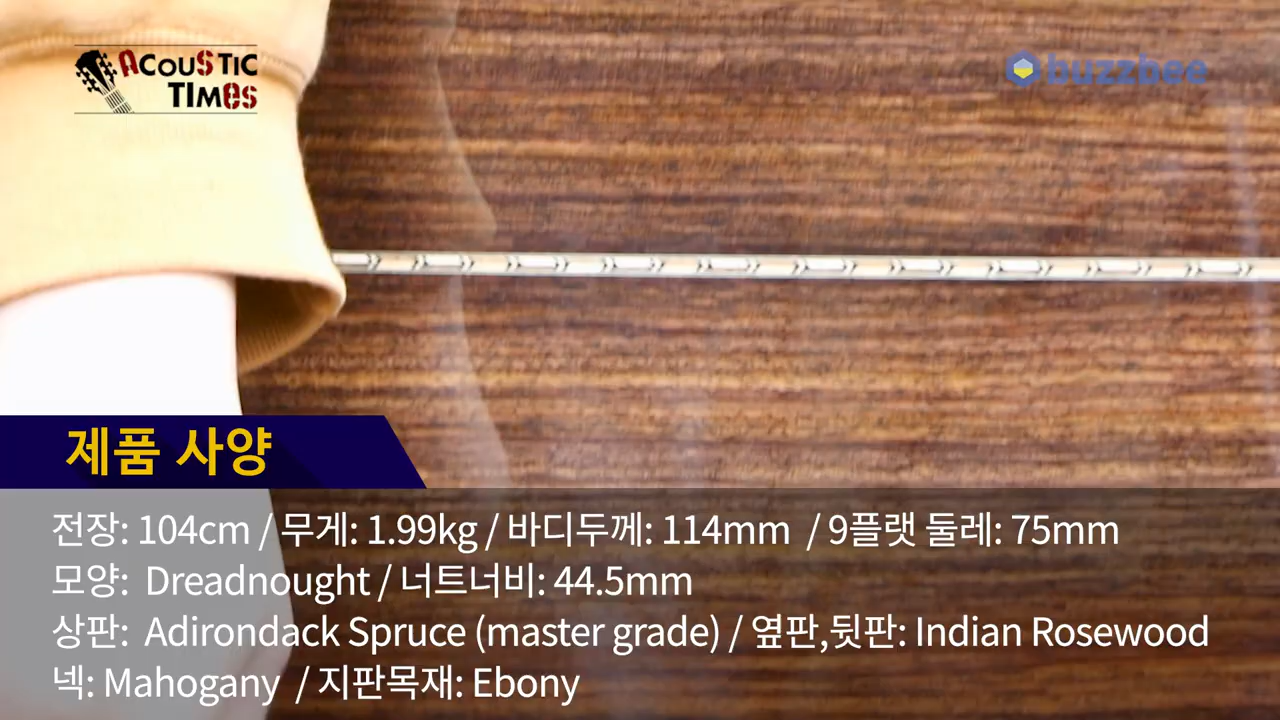 ACOUSTIC
TIMES
buzzbee
제품 사양
전장: 104cm / 무게: 1.99kg / 바디두께: 114mm / 9플랫 둘레: 75mm
모양: Dreadnought / 너트너비: 44.5mm
상판: Adirondack Spruce (master grade) / 옆판,뒷판: Indian Rosewood
넥: Mahogany / 지판목재: Ebony